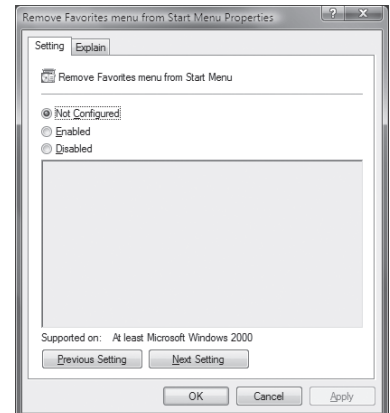 Remove Favorites menu from Start Menu Properties
Setting Explain
Remove Favorites menu from Start Menu
Not Configured
Enabled
Disabled
Supported on: At least Microsoft Windows 2000
Previous Setting Next Setting
OK Cancel Apply